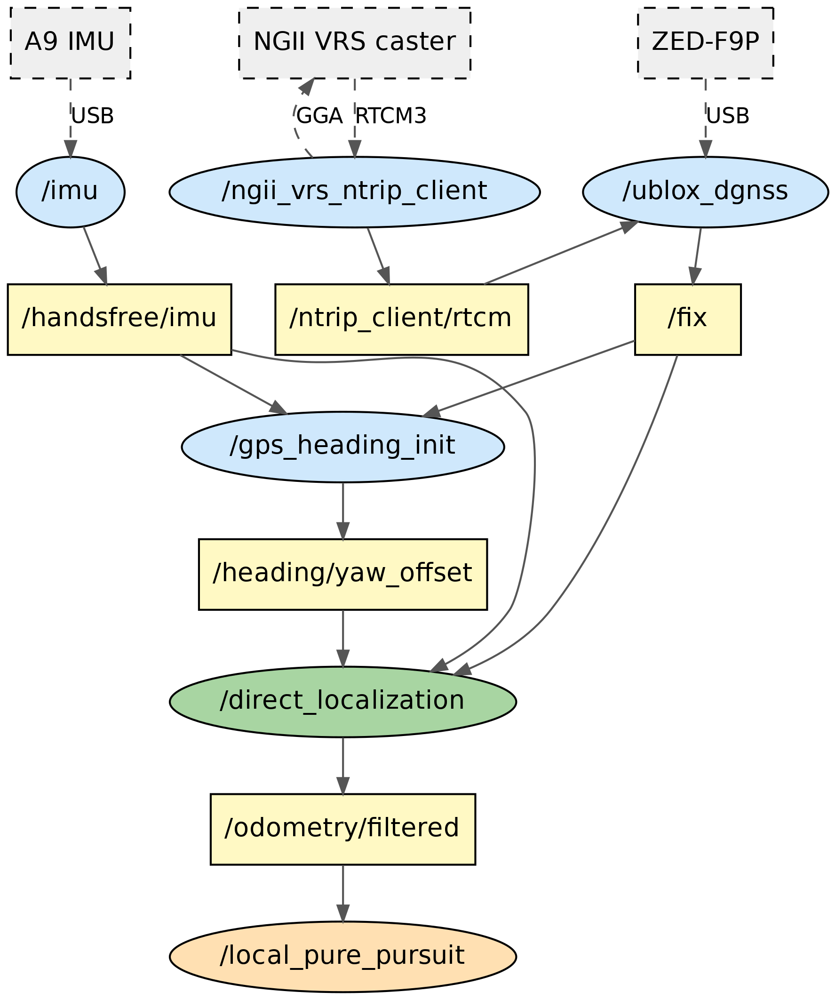 A9 IMU
NGII VRS caster
ZED-F9P
USB
GGA
RTCM3
USB
/imu
/ngii_vrs_ntrip_client
/ublox_dgnss
/handsfree/imu
/ntrip_client/rtcm
/fix
/gps_heading_init
/heading/yaw_offset
/direct_localization
/odometry/filtered
/local_pure_pursuit